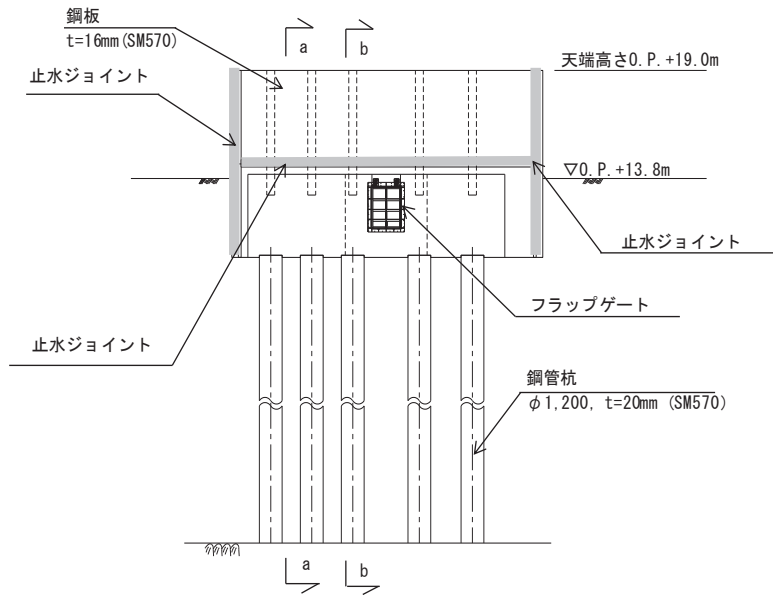 鋼板
t=16mm(SM570)
a
b
天端高さO.P.+19.0m
止水ジョイント
▽O.P.+13.8m
止水ジョイント
フラップゲート
止水ジョイント
鋼管杭
φ1,200, t=20mm (SM570)
a
b